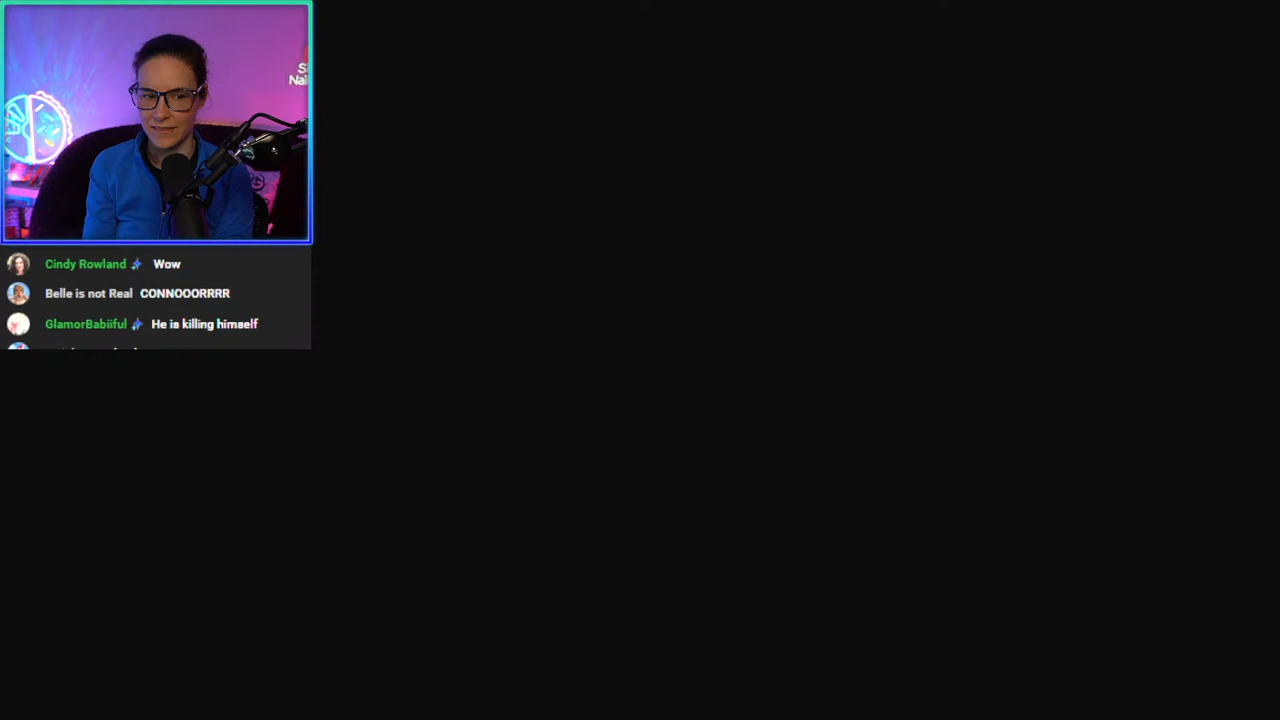 Cindy Rowland Wow
Belle is not Real CONNOOORRRR
GlamorBabiiful He is killing himself